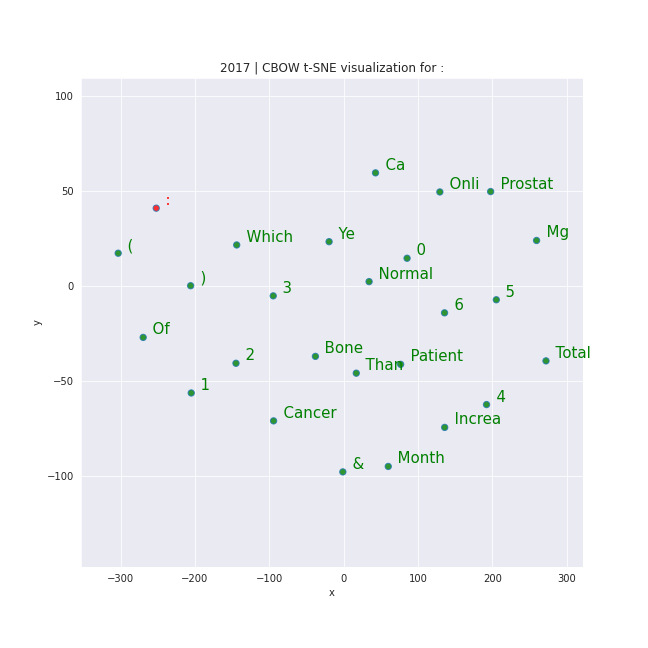 2017 | CBOW t-SNE visualization for :
100
50
0
−50
−100
y
Ca
Onli
Prostat
:
Which
Ye
Mg
(
0
Normal
)
3
5
6
Of
Bone
2
Than
Patient
Total
1
4
Cancer
Increa
&
Month
−300
−200
−100
0
100
200
300
x